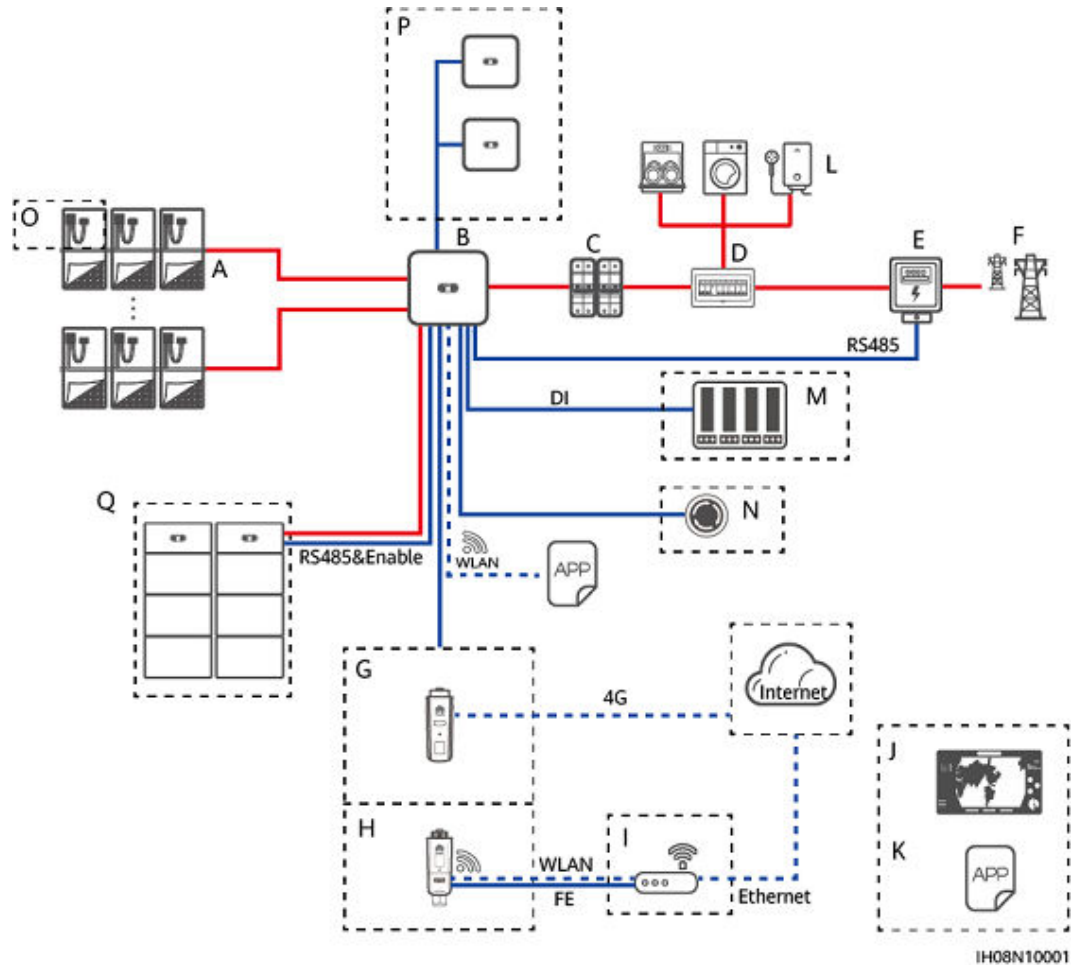 P
O
A
B
C
D
L
E
F
RS485
DI
M
N
Q
RS485&Enable
WLAN
APP
G
4G
Internet
H
WLAN
FE
I
Ethernet
J
K
APP
IH08N10001